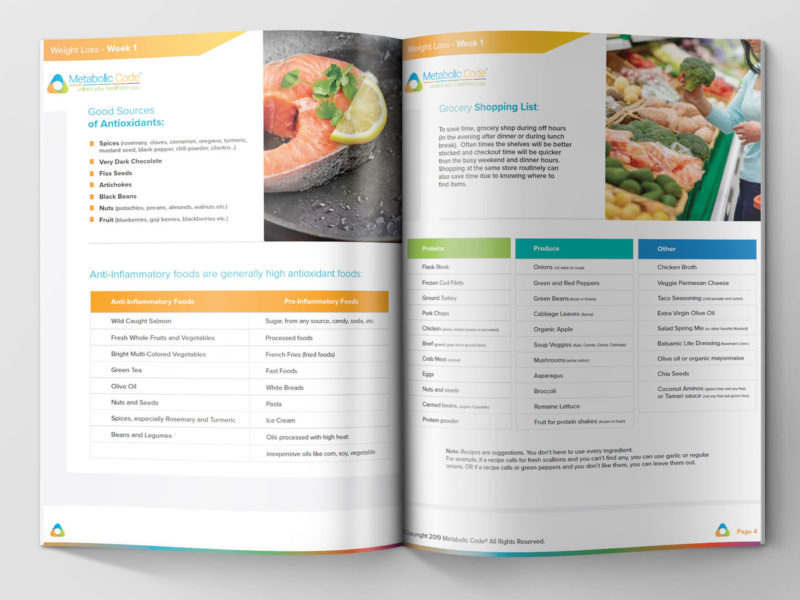 Weight Loss - Week 1
Metabolic Code®
unlock your healthiest you
Good Sources
of Antioxidants:
Spices (rosemary, cloves, cinnamon, oregano, turmeric,
mustard seed, black pepper, chili powder, cilantro...)
Very Dark Chocolate
Flax Seeds
Artichokes
Black Beans
Nuts (pistachios, pecans, almonds, walnuts etc.)
Fruit (blueberries, goji berries, blackberries etc.)
Anti-Inflammatory foods are generally high antioxidant foods:
Anti-Inflammatory Foods Pro-Inflammatory Foods
Wild Caught Salmon Sugar, from any source, candy, soda, etc
Fresh Whole Fruits and Vegetables Processed foods
Bright Multi-Colored Vegetables French Fries (fried foods)
Green Tea Fast Foods
Olive Oil White Breads
Nuts and Seeds Pasta
Spices, especially Rosemary and Turmeric Ice Cream
Beans and Legumes Oils processed with high heat:
inexpensive oils like corn, soy, vegetable
Weight Loss - Week 1
Metabolic Code®
unlock your healthiest you
Grocery Shopping List:
To save time, grocery shop during off hours
(in the evening after dinner or during lunch
break). Often times the shelves will be better
stocked and checkout time will be quicker
than the busy weekend and dinner hours.
Shopping at the same store routinely can
also save time due to knowing where to
find items.
Proteins
Flank Steak
Frozen Cod Filets
Ground Turkey
Pork Chops
Chicken
Beef
Crab Meat (canned)
Eggs
Nuts and seeds
Canned beans, (organic if possible)
Protein powder
Produce
Onions (x2 extra for soup)
Green and Red Peppers
Green Beans (fresh or frozen)
Cabbage Leaves
Organic Apple
Soup Veggies (Kale, Carrots, Celery, Cabbage)
Mushrooms (white button)
Asparagus
Broccoli
Romaine Lettuce
Fruit for protein shakes (frozen or fresh)
Other
Chicken Broth
Veggie Parmesan Cheese
Taco Seasoning (chili powder and cumin)
Extra Virgin Olive Oil
Salad Spring Mix
Balsamic Lite Dressing (Newman's Own)
Olive oil or organic mayonnaise
Chia Seeds
Coconut Aminos (gluten free and soy free)
or Tamari sauce (not soy free but gluten free)
Note: Recipes are suggestions. You don't have to use every ingredient.
For example, if a recipe calls for fresh scallions and you can't find any, you can use garlic or regular
onions. OR if a recipe calls or green peppers and you don't like them, you can leave them out.
Copyright 2019 Metabolic Code® All Rights Reserved.
Page 4